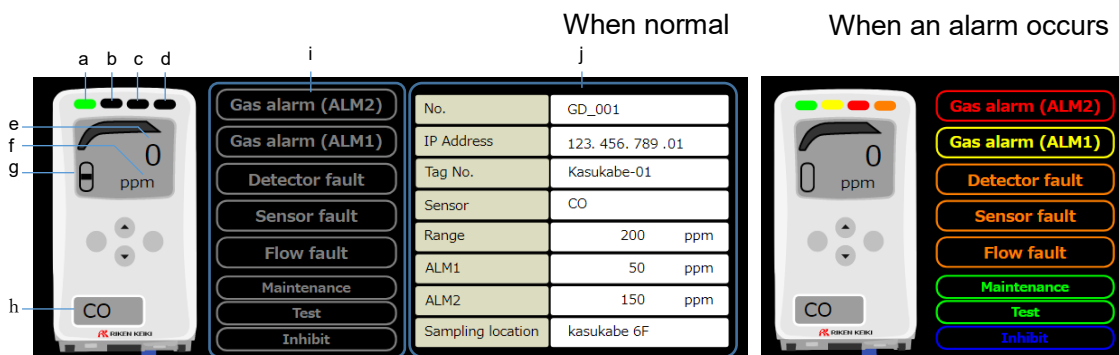 When normal
When an alarm occurs
a
b
c
d
i
j
e
f
g
h
0
ppm
CO
RIKEN KEIKI
Gas alarm (ALM2)
Gas alarm (ALM1)
Detector fault
Sensor fault
Flow fault
Maintenance
Test
Inhibit
No. GD_001
IP Address 123. 456. 789 .01
Tag No. Kasukabe-01
Sensor CO
Range 200 ppm
ALM1 50 ppm
ALM2 150 ppm
Sampling location kasukabe 6F
0
ppm
CO
RIKEN KEIKI
Gas alarm (ALM2)
Gas alarm (ALM1)
Detector fault
Sensor fault
Flow fault
Maintenance
Test
Inhibit